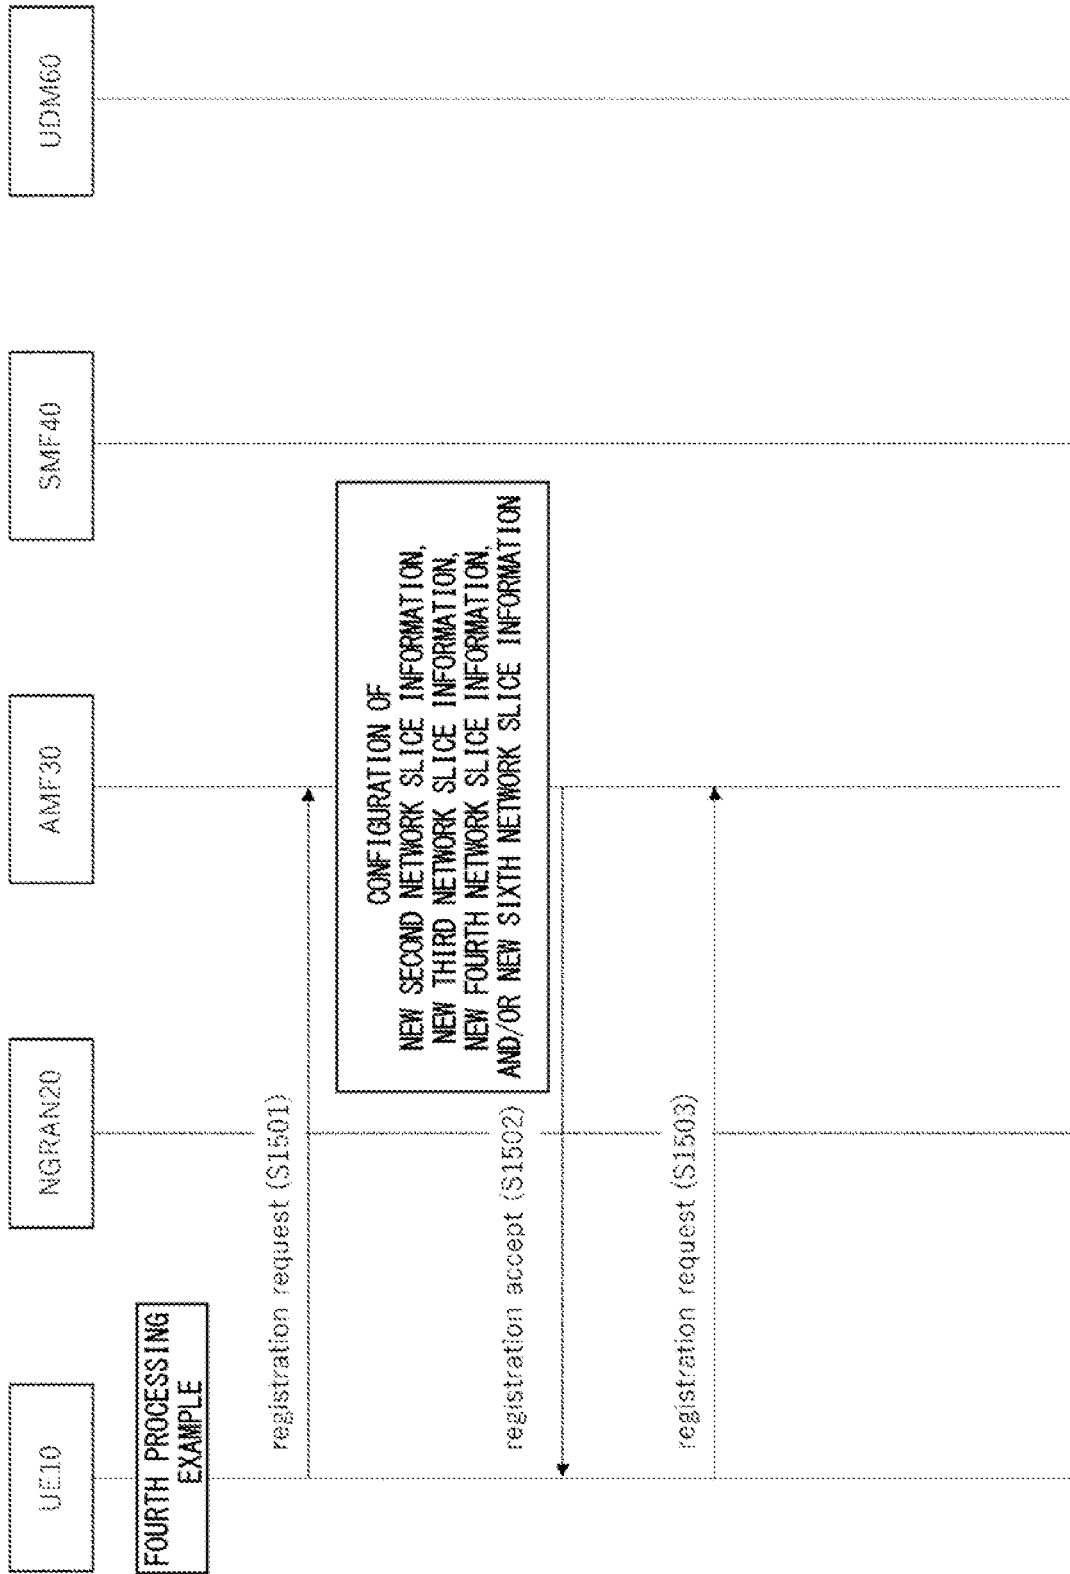 UE10
NGRAN20
AMF30
SMF40
UDM60
FOURTH PROCESSING
EXAMPLE
registration request (S1501)
CONFIGURATION OF
NEW SECOND NETWORK SLICE INFORMATION,
NEW THIRD NETWORK SLICE INFORMATION,
NEW FOURTH NETWORK SLICE INFORMATION,
AND/OR NEW SIXTH NETWORK SLICE INFORMATION
registration accept (S1502)
registration request (S1503)